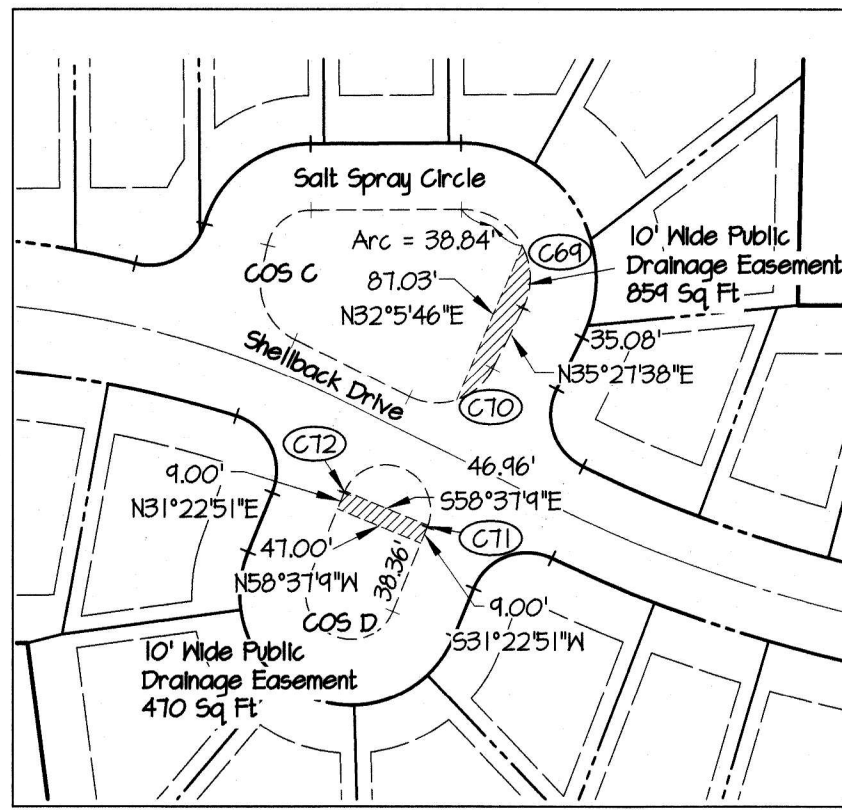 Salt Spray Circle
Arc = 38.84'
C69
10' Wide Public
Drainage Easement
859 Sq Ft
COS C
87.03'
N32°5'46"E
35.08'
N35°27'38"E
Shellback Drive
C70
C72
46.96'
S58°37'9"E
9.00'
N31°22'51"E
C71
47.00'
N58°37'9"W
38.36'
9.00'
S31°22'51"W
COS D
10' Wide Public
Drainage Easement
470 Sq Ft